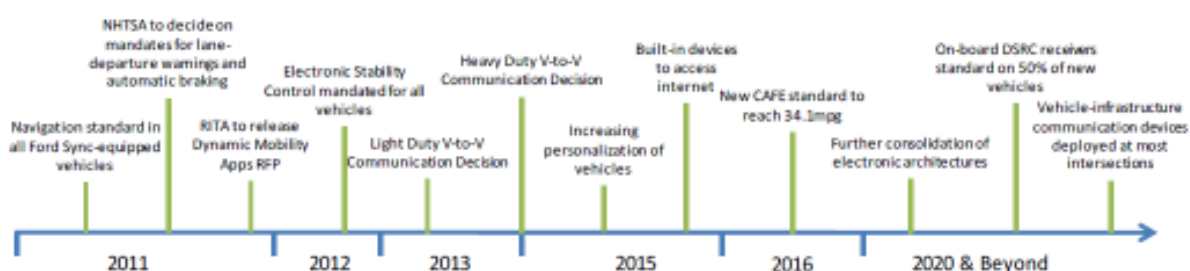 NHTSA to decide on
mandates for lane-
departure warnings and
automatic braking
Navigation standard in
all Ford Sync-equipped
vehicles
RITA to release
Dynamic Mobility
Apps RFP
Electronic Stability
Control mandated for all
vehicles
Light Duty V-to-V
Communication Decision
Heavy Duty V-to-V
Communication Decision
Increasing
personalization of
vehicles
Built-in devices
to access
internet
New CAFE standard to
reach 34.1mpg
Further consolidation of
electronic architectures
On-board DSRC receivers
standard on 50% of new
vehicles
Vehicle-infrastructure
communication devices
deployed at most
intersections
2011
2012
2013
2015
2016
2020 & Beyond